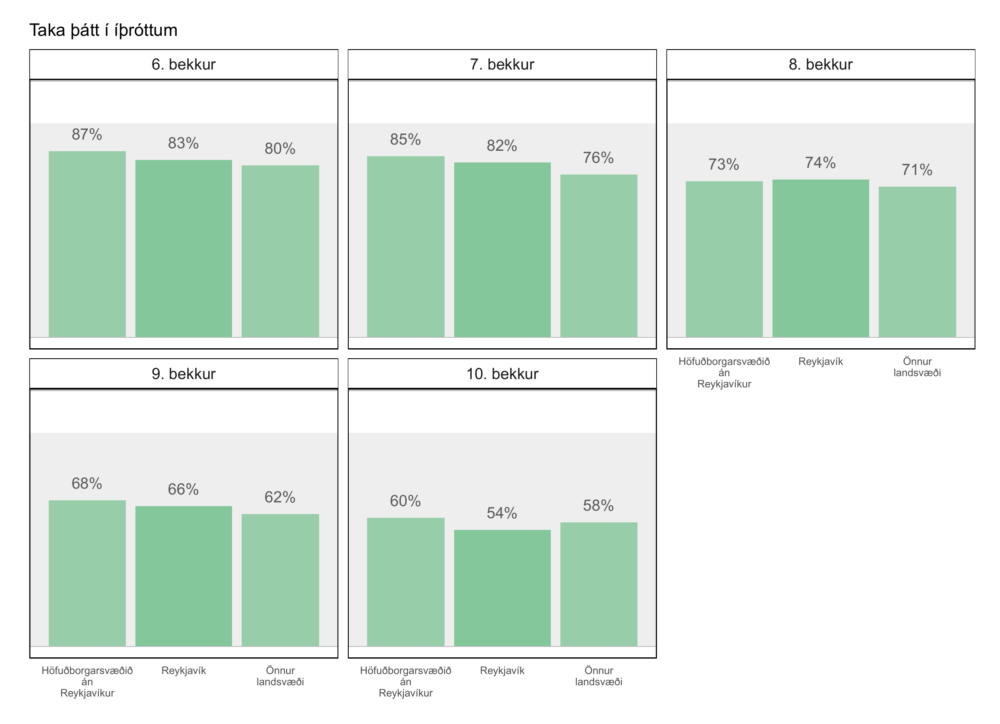 Taka þátt í íþróttum
6. bekkur
7. bekkur
8. bekkur
87%
83%
80%
85%
82%
76%
73%
74%
71%
Höfuðborgarsvæðið
án
Reykjavíkur
Reykjavík
Önnur
landsvæði
9. bekkur
10. bekkur
68%
66%
62%
60%
54%
58%
Höfuðborgarsvæðið
án
Reykjavíkur
Reykjavík
Önnur
landsvæði
Höfuðborgarsvæðið
án
Reykjavíkur
Reykjavík
Önnur
landsvæði